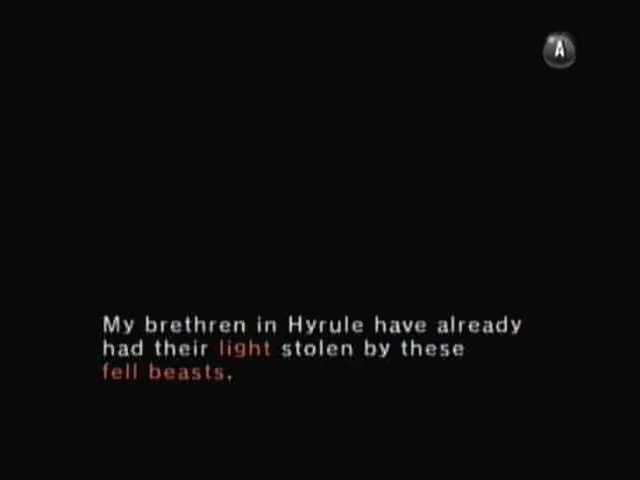 A
My brethren in Hyrule have already
had their light stolen by these
fell beasts.